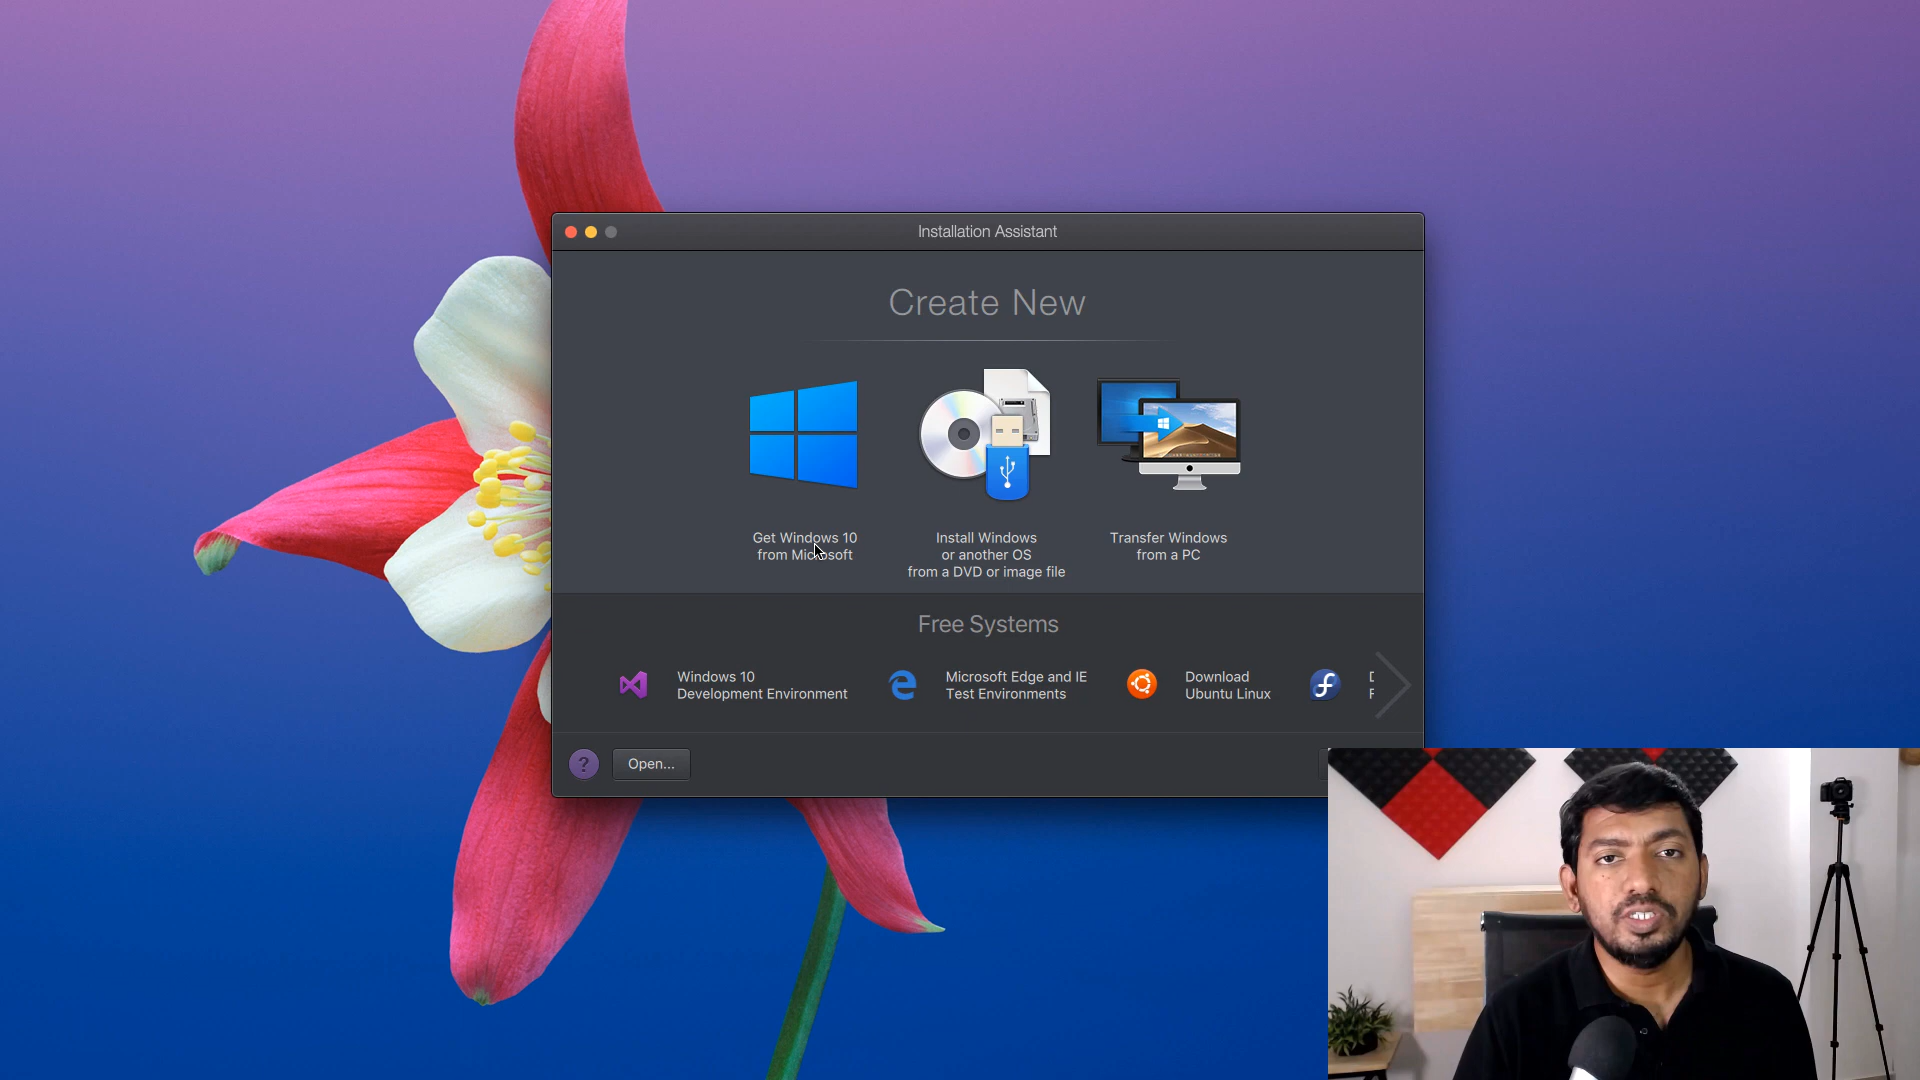 Installation Assistant
Create New
Get Windows 10
from Microsoft
Install Windows
or another OS
from a DVD or image file
Transfer Windows
from a PC
Free Systems
Windows 10
Development Environment
Microsoft Edge and IE
Test Environments
Download
Ubuntu Linux
?
Open...